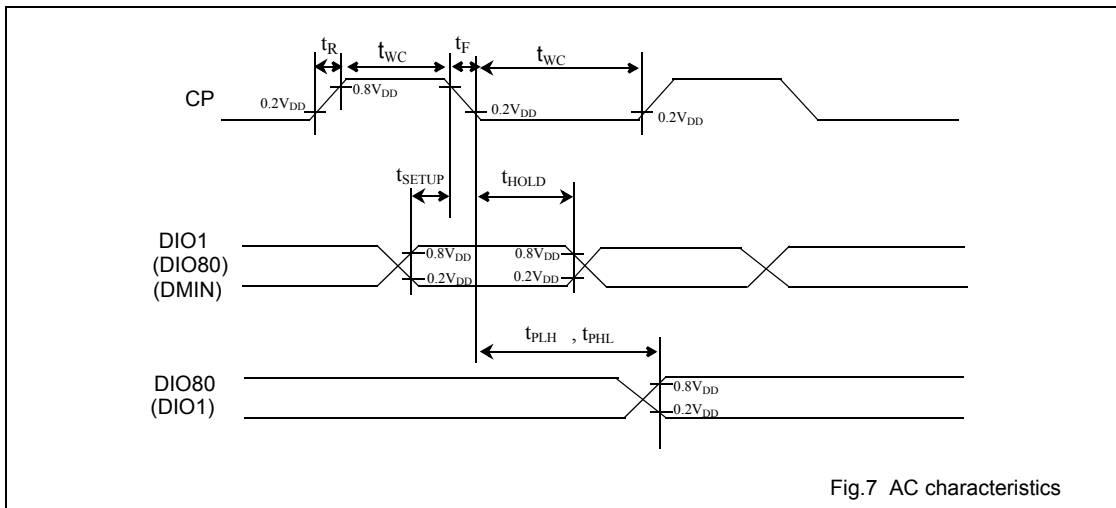 tR tWC tF tWC
CP 0.2VDD 0.8VDD 0.2VDD 0.2VDD
tSETUP tHOLD
DIO1
(DIO80)
(DMIN)
0.8VDD 0.8VDD
0.2VDD 0.2VDD
tPLH , tPHL
DIO80
(DIO1)
0.8VDD
0.2VDD
Fig.7 AC characteristics